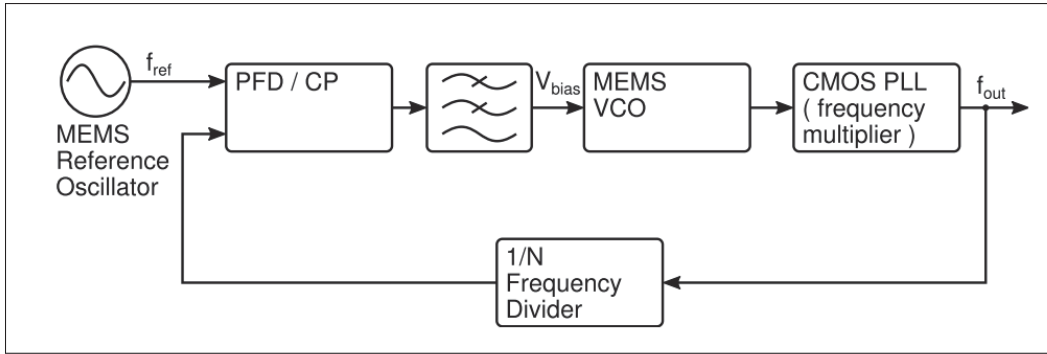 f_ref
PFD / CP
V_bias
MEMS
VCO
CMOS PLL
( frequency
multiplier )
f_out
MEMS
Reference
Oscillator
1/N
Frequency
Divider